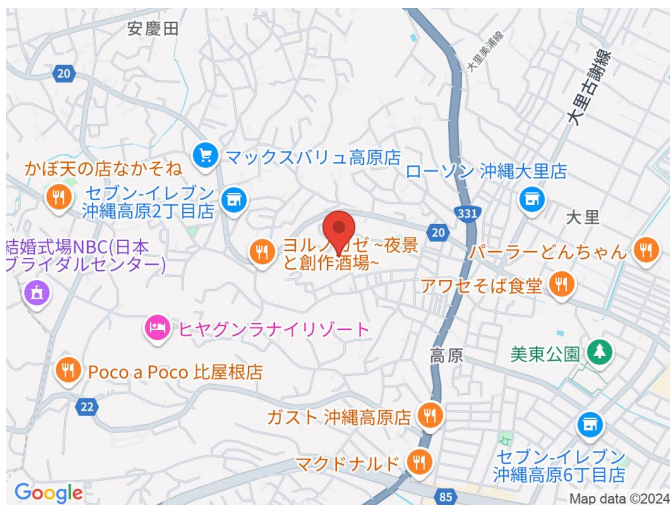 安慶田
20
大里美浦線
大里古謝線
マックスバリュ高原店
かぼ天の店なかそね
セブン-イレブン
沖縄高原2丁目店
ローソン 沖縄大里店
331
大里
20
結婚式場NBC(日本
ブライダルセンター)
ヨルノ
ゼ ~夜景
と創作酒場~
パーラーどんちゃん
アワセそば食堂
ヒヤグンラナイリゾート
高原
美東公園
Poco a Poco 比屋根店
22
ガスト 沖縄高原店
マクドナルド
セブン-イレブン
沖縄高原6丁目店
85
Google
Map data ©2024